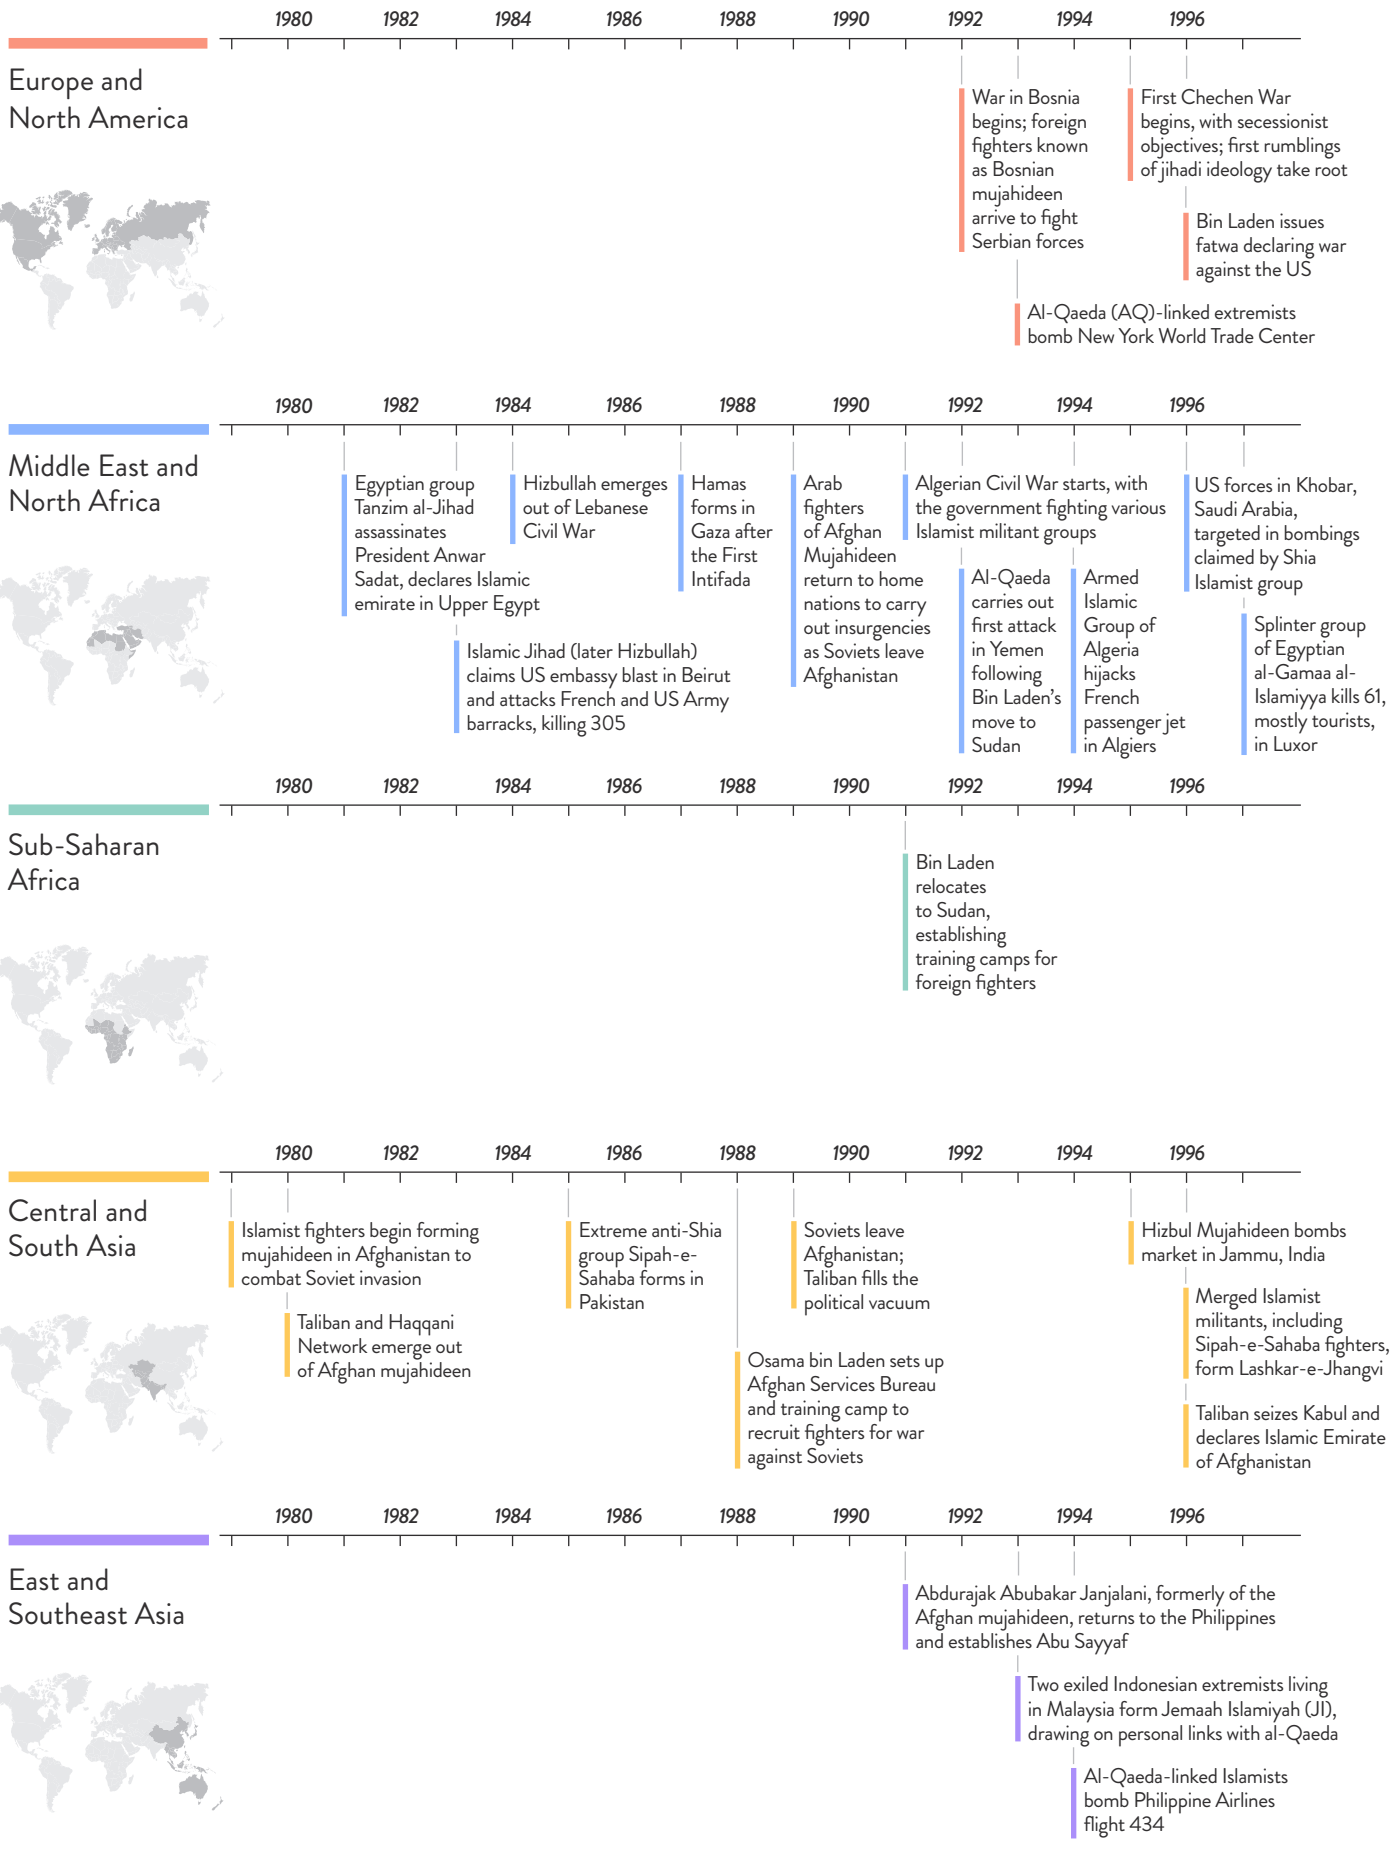 1980 1982 1984 1986 1988 1990 1992 1994 1996
Europe and
North America
War in Bosnia
begins; foreign
fighters known
as Bosnian
mujahideen
arrive to fight
Serbian forces
First Chechen War
begins, with secessionist
objectives; first rumblings
of jihadi ideology take root
Bin Laden issues
fatwa declaring war
against the US
Al-Qaeda (AQ)-linked extremists
bomb New York World Trade Center
1980 1982 1984 1986 1988 1990 1992 1994 1996
Middle East and
North Africa
Egyptian group
Tanzim al-Jihad
assassinates
President Anwar
Sadat, declares Islamic
emirate in Upper Egypt
Islamic Jihad (later Hizbullah)
claims US embassy blast in Beirut
and attacks French and US Army
barracks, killing 305
Hizbullah emerges
out of Lebanese
Civil War
Hamas
forms in
Gaza after
the First
Intifada
Arab
fighters
of Afghan
Mujahideen
return to home
nations to carry
out insurgencies
as Soviets leave
Afghanistan
Algerian Civil War starts, with
the government fighting various
Islamist militant groups
Al-Qaeda
carries out
first attack
in Yemen
following
Bin Laden's
move to
Sudan
Armed
Islamic
Group of
Algeria
hijacks
French
passenger jet
in Algiers
US forces in Khobar,
Saudi Arabia,
targeted in bombings
claimed by Shia
Islamist group
Splinter group
of Egyptian
al-Gamaa al-
Islamiyya kills 61,
mostly tourists,
in Luxor
1980 1982 1984 1986 1988 1990 1992 1994 1996
Sub-Saharan
Africa
Bin Laden
relocates
to Sudan,
establishing
training camps for
foreign fighters
1980 1982 1984 1986 1988 1990 1992 1994 1996
Central and
South Asia
Islamist fighters begin forming
mujahideen in Afghanistan to
combat Soviet invasion
Taliban and Haqqani
Network emerge out
of Afghan mujahideen
Extreme anti-Shia
group Sipah-e-
Sahaba forms in
Pakistan
Osama bin Laden sets up
Afghan Services Bureau
and training camp to
recruit fighters for war
against Soviets
Soviets leave
Afghanistan;
Taliban fills the
political vacuum
Hizbul Mujahideen bombs
market in Jammu, India
Merged Islamist
militants, including
Sipah-e-Sahaba fighters,
form Lashkar-e-Jhangvi
Taliban seizes Kabul and
declares Islamic Emirate
of Afghanistan
1980 1982 1984 1986 1988 1990 1992 1994 1996
East and
Southeast Asia
Abdurajak Abubakar Janjalani, formerly of the
Afghan mujahideen, returns to the Philippines
and establishes Abu Sayyaf
Two exiled Indonesian extremists living
in Malaysia form Jemaah Islamiyah (JI),
drawing on personal links with al-Qaeda
Al-Qaeda-linked Islamists
bomb Philippine Airlines
flight 434